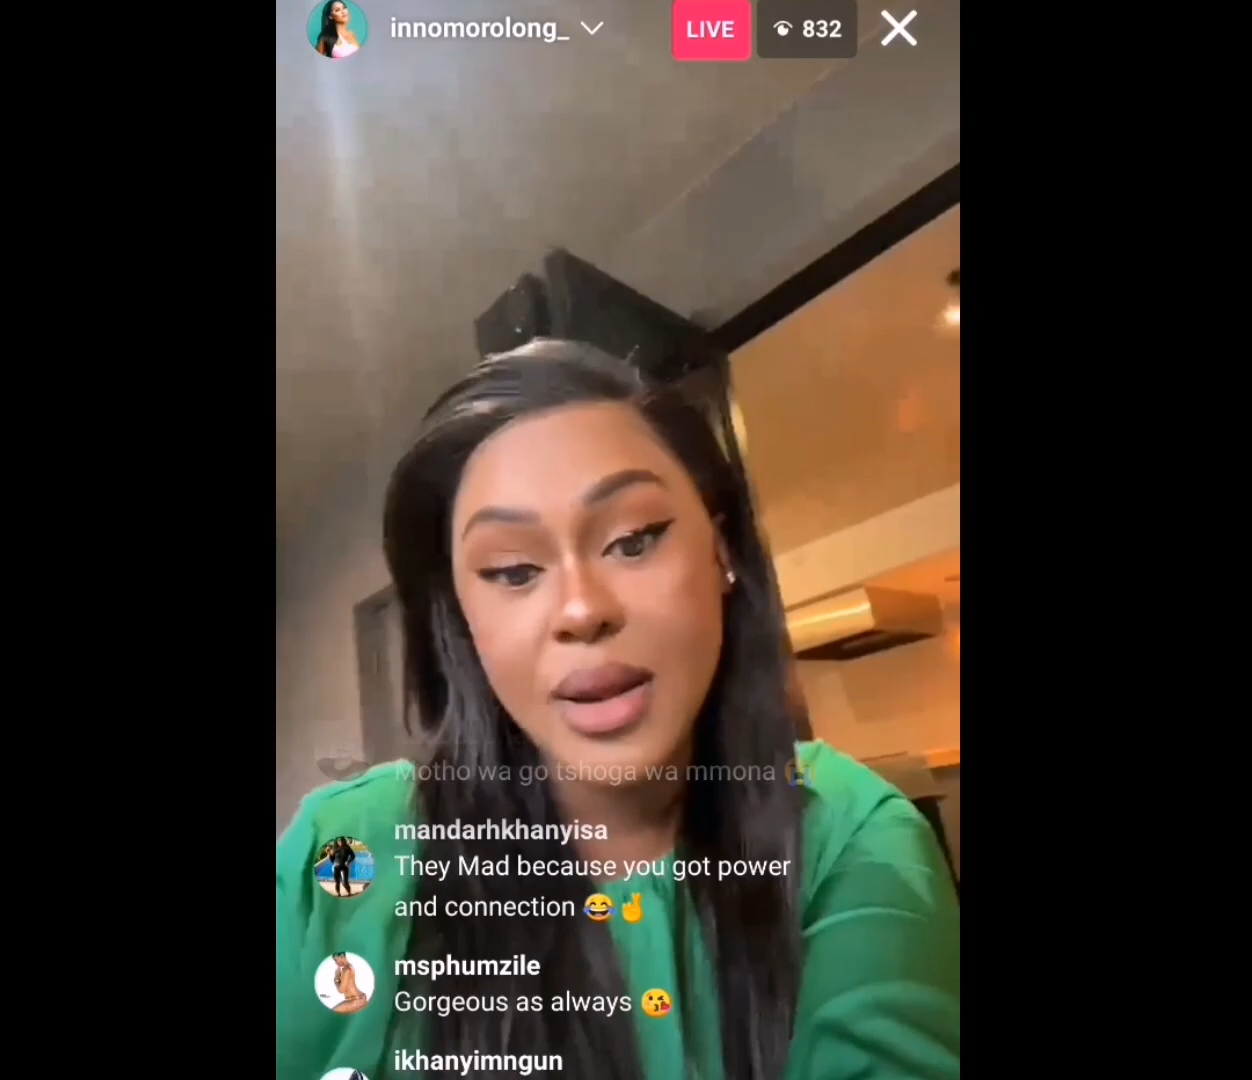 innomorolong_
LIVE
832
Motho wa go tshoga wa mmona 😭
mandarhkhanyisa
They Mad because you got power
and connection 😂🤞
msphumzile
Gorgeous as always 😘
ikhanyimngun